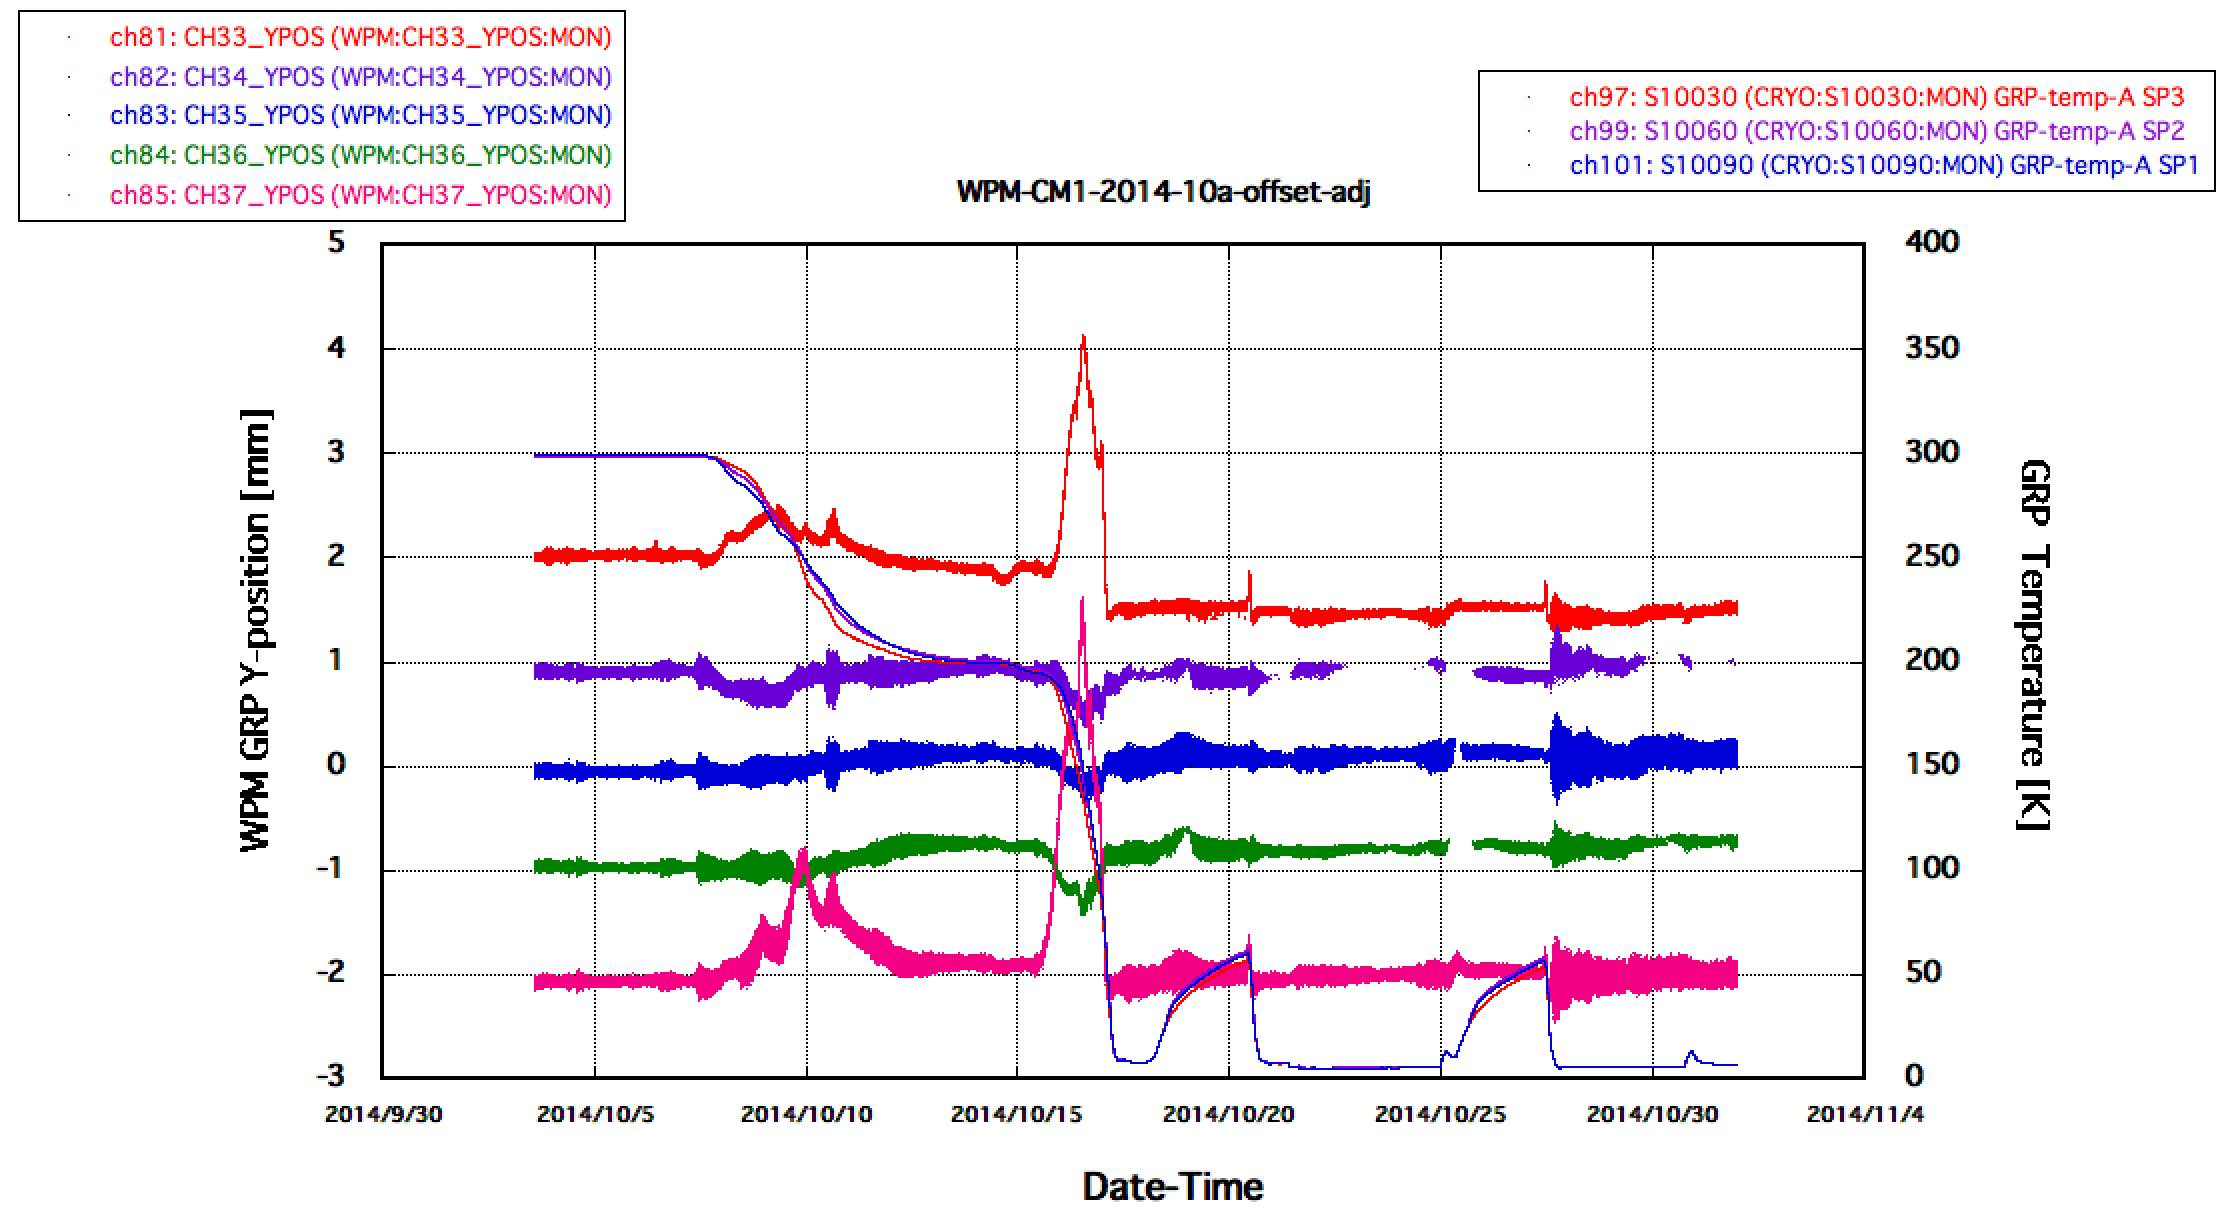 ch81: CH33_YPOS (WPM:CH33_YPOS:MON)
ch82: CH34_YPOS (WPM:CH34_YPOS:MON)
ch83: CH35_YPOS (WPM:CH35_YPOS:MON)
ch84: CH36_YPOS (WPM:CH36_YPOS:MON)
ch85: CH37_YPOS (WPM:CH37_YPOS:MON)
ch97: S10030 (CRYO:S10030:MON) GRP-temp-A SP3
ch99: S10060 (CRYO:S10060:MON) GRP-temp-A SP2
ch101: S10090 (CRYO:S10090:MON) GRP-temp-A SP1
WPM-CM1-2014-10a-offset-adj
WPM GRP Y-position [mm]
5
4
3
2
1
0
-1
-2
-3
400
350
300
250
200
150
100
50
0
GRP Temperature [K]
2014/9/30 2014/10/5 2014/10/10 2014/10/15 2014/10/20 2014/10/25 2014/10/30 2014/11/4
Date-Time